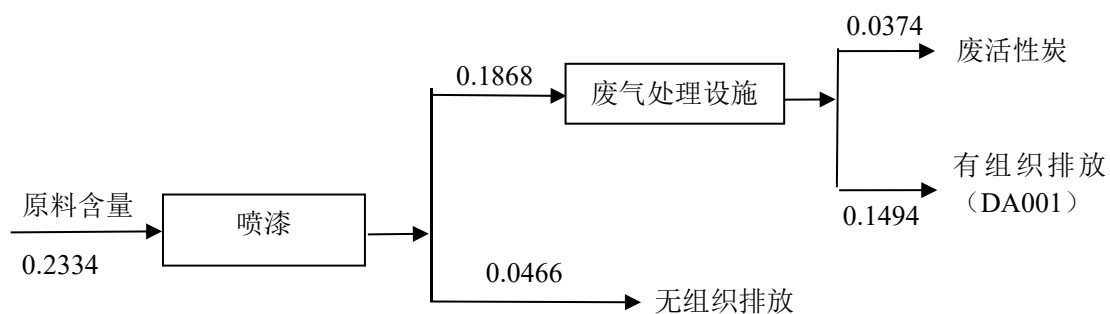 0.0374
废活性炭
0.1868
废气处理设施
有组织排放
（DA001）
0.1494
原料含量
喷漆
0.2334
0.0466
无组织排放